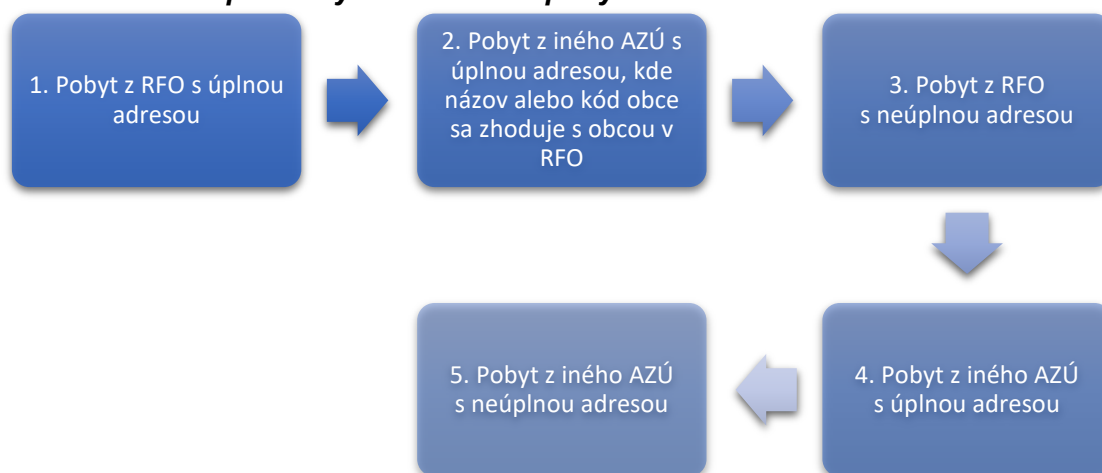 1. Pobyt z RFO s úplnou
adresou
2. Pobyt z iného AZÚ s
úplnou adresou, kde
názov alebo kód obce
sa zhoduje s obcou v
RFO
3. Pobyt z RFO
s neúplnou adresou
4. Pobyt z iného AZÚ
s úplnou adresou
5. Pobyt z iného AZÚ
s neúplnou adresou